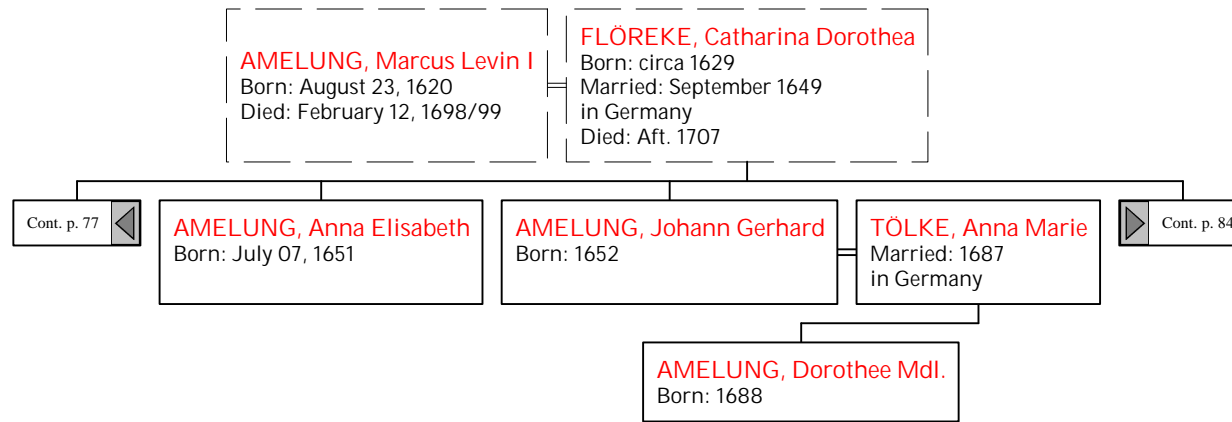 AMELUNG, Marcus Levin I
Born: August 23, 1620
Died: February 12, 1698/99
FLÖREKE, Catharina Dorothea
Born: circa 1629
Married: September 1649
in Germany
Died: Aft. 1707
Cont. p. 77
AMELUNG, Anna Elisabeth
Born: July 07, 1651
AMELUNG, Johann Gerhard
Born: 1652
TÖLKE, Anna Marie
Married: 1687
in Germany
Cont. p. 84
AMELUNG, Dorothee Mdl.
Born: 1688